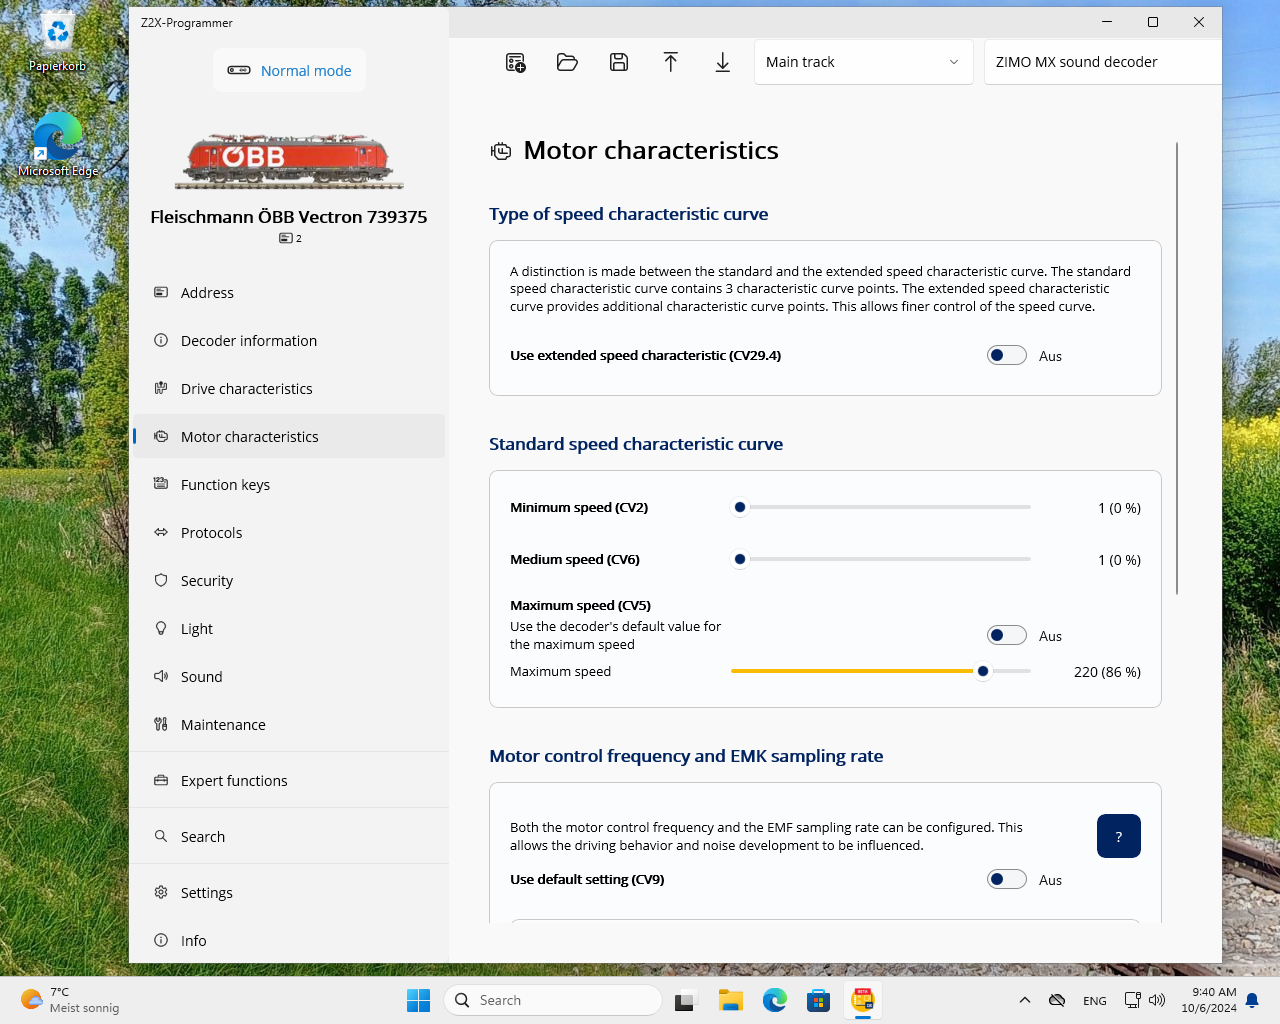 Papierkorb
Microsoft Edge
Z2X-Programmer
Normal mode
ÖBB
Fleischmann ÖBB Vectron 739375
2
Address
Decoder information
Drive characteristics
Motor characteristics
Function keys
Protocols
Security
Light
Sound
Maintenance
Expert functions
Search
Settings
Info
Main track
ZIMO MX sound decoder
Motor characteristics
Type of speed characteristic curve
A distinction is made between the standard and the extended speed characteristic curve. The standard
speed characteristic curve contains 3 characteristic curve points. The extended speed characteristic
curve provides additional characteristic curve points. This allows finer control of the speed curve.
Use extended speed characteristic (CV29.4)
Aus
Standard speed characteristic curve
Minimum speed (CV2)
1 (0 %)
Medium speed (CV6)
1 (0 %)
Maximum speed (CV5)
Use the decoder's default value for
the maximum speed
Aus
Maximum speed
220 (86 %)
Motor control frequency and EMK sampling rate
Both the motor control frequency and the EMF sampling rate can be configured. This
allows the driving behavior and noise development to be influenced.
?
Use default setting (CV9)
Aus
7°C
Meist sonnig
Search
ENG
9:40 AM
10/6/2024